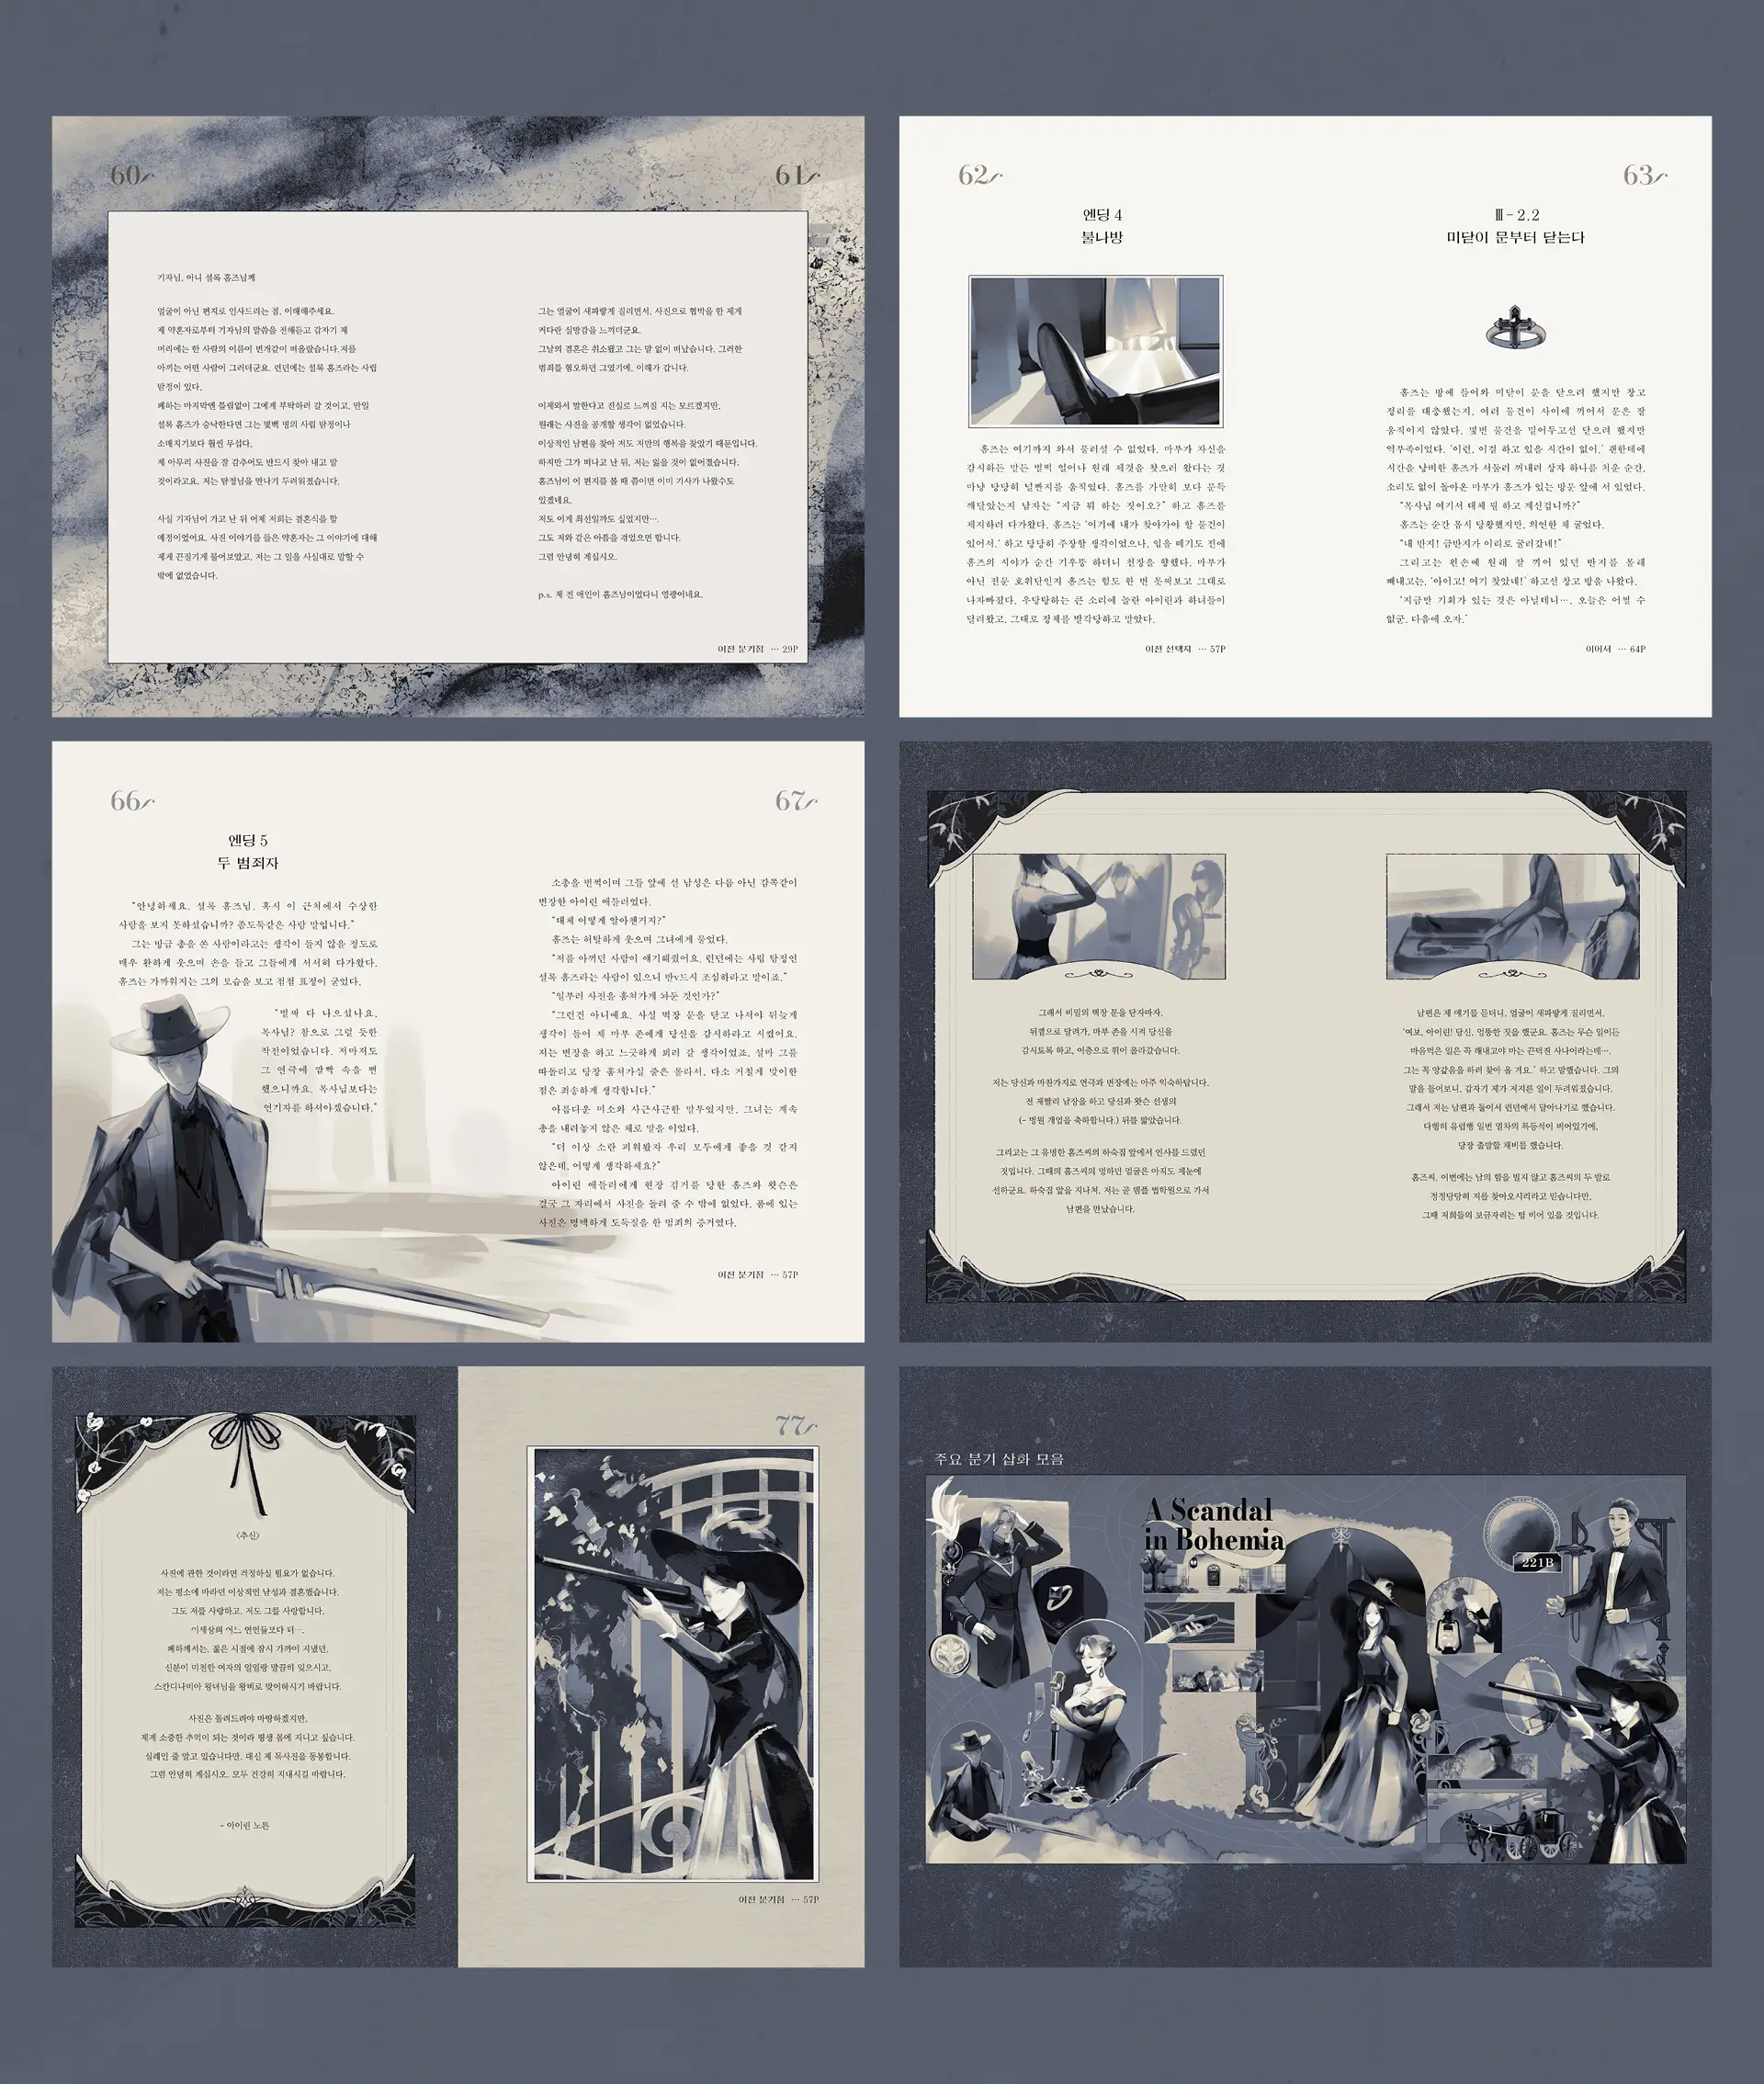 60
61
기자님, 아니 셜록 홈즈님께
얼굴이 아닌 편지로 인사드리는 점, 이해해주세요.
제 약혼자로부터 기자님의 말씀을 전해듣고 갑자기 제
머리에는 한 사람의 이름이 번개같이 떠올랐습니다.저를
아끼는 어떤 사람이 그러더군요. 런던에는 셜록 홈즈라는 사립
탐정이 있다.
폐하는 마지막엔 틀림없이 그에게 부탁하러 갈 것이고, 만일
셜록 홈즈가 승낙한다면 그는 몇백 명의 사립 탐정이나
소매치기보다 훨씬 무섭다.
제 아무리 사진을 잘 감추어도 반드시 찾아 내고 말
것이라고요. 저는 탐정님을 만나기 두려워졌습니다.
사실 기자님이 가고 난 뒤 어제 저희는 결혼식을 할
예정이었어요. 사진 이야기를 들은 약혼자는 그 이야기에 대해
제게 끈질기게 물어보았고, 저는 그 일을 사실대로 말할 수
밖에 없었습니다.
그는 얼굴이 새파랗게 질리면서, 사진으로 협박을 한 제게
커다란 실망감을 느끼더군요.
그날의 결혼은 취소됐고 그는 말 없이 떠났습니다. 그러한
범죄를 혐오하던 그였기에, 이해가 갑니다.
이제와서 말한다고 진실로 느껴질 지는 모르겠지만,
원래는 사진을 공개할 생각이 없었습니다.
이상적인 남편을 찾아 저도 저만의 행복을 찾았기 때문입니다.
하지만 그가 떠나고 난 뒤, 저는 잃을 것이 없어졌습니다.
홈즈님이 이 편지를 볼 때 쯤이면 이미 기사가 나왔을수도
있겠네요.
저도 이게 최선일까도 싶었지만….
그도 저와 같은 아픔을 겪었으면 합니다.
그럼 안녕히 계십시오.
p.s. 제 전 애인이 홈즈님이었다니 영광이네요.
이전 분기점 … 29P
62
63
엔딩 4
불나방
홈즈는 여기까지 와서 물러설 수 없었다. 마부가 자신을
감시하든 말든 벌떡 일어나 원래 제것을 찾으러 왔다는 것
마냥 당당히 널빤지를 움직였다. 홈즈를 가만히 보다 문득
깨달았는지 남자는 “지금 뭐 하는 것이오?” 하고 홈즈를
제지하러 다가왔다. 홈즈는 ‘여기에 내가 찾아가야 할 물건이
있어서.’ 하고 당당히 주장할 생각이었으나, 입을 떼기도 전에
홈즈의 시야가 순간 기우뚱 하더니 천장을 향했다. 마부가
아닌 전문 호위탄인지 홈즈는 힘도 한 번 못써보고 그대로
나자빠졌다. 우당탕하는 큰 소리에 놀란 아이린과 하녀들이
달려왔고, 그대로 정체를 발각당하고 말았다.
이전 선택지 … 57P
Ⅲ - 2.2
미닫이 문부터 닫는다
홈즈는 방에 들어와 미닫이 문을 닫으려 했지만 창고
정리를 대충했는지, 여러 물건이 사이에 끼어서 문은 잘
움직이지 않았다. 몇번 물건을 밀어두고선 닫으려 했지만
역부족이었다. ‘이런, 이걸 하고 있을 시간이 없어.’ 괜한데에
시간을 낭비한 홈즈가 서둘러 꺼내려 상자 하나를 치운 순간,
소리도 없이 돌아온 마부가 홈즈가 있는 방문 앞에 서 있었다.
“목사님 여기서 대체 뭘 하고 계신겁니까?”
홈즈는 순간 몹시 당황했지만, 의연한 체 굴었다.
“내 반지! 금반지가 이리로 굴러갔네!”
그리고는 왼손에 원래 잘 끼어 있던 반지를 몰래
빼내고는, ‘아이고! 여기 찾았네!’ 하고선 창고 방을 나왔다.
‘지금만 기회가 있는 것은 아닐테니…, 오늘은 어쩔 수
없군. 다음에 오자.’
이어서 … 64P
66
67
엔딩 5
두 범죄자
“안녕하세요. 셜록 홈즈님. 혹시 이 근처에서 수상한
사람을 보지 못하셨습니까? 좀도둑같은 사람 말입니다.”
그는 방금 총을 쏜 사람이라고는 생각이 들지 않을 정도로
매우 환하게 웃으며 손을 들고 그들에게 서서히 다가왔다.
홈즈는 가까워지는 그의 모습을 보고 점점 표정이 굳었다.
“벌써 다 나으셨나요,
목사님? 참으로 그럴 듯한
작전이었습니다. 저마저도
그 연극에 깜빡 속을 뻔
했으니까요. 목사님보다는
연기자를 하셔야겠습니다.”
소총을 번쩍이며 그들 앞에 선 남성은 다름 아닌 감쪽같이
변장한 아이린 애들러였다.
“대체 어떻게 알아챈거지?”
홈즈는 허탈하게 웃으며 그녀에게 물었다.
“저를 아끼던 사람이 얘기해줬어요. 런던에는 사립 탐정인
셜록 홈즈라는 사람이 있으니 반v드시 조심하라고 말이죠.”
“일부러 사진을 훔쳐가게 놔둔 것인가?”
“그런건 아니에요. 사실 막장 문을 닫고 나서야 뒤늦게
생각이 들어 제 마부 존에게 당신을 감시하라고 시켰어요.
저는 변장을 하고 느긋하게 뵈러 갈 생각이었죠. 설마 그를
따돌리고 당장 훔쳐가실 줄은 몰라서, 다소 거칠게 맞이한
점은 죄송하게 생각합니다.”
아름다운 미소와 사근사근한 말투였지만, 그녀는 계속
총을 내려놓지 않은 채로 말을 이었다.
“더 이상 소란 피워봤자 우리 모두에게 좋을 것 같지
않은데, 어떻게 생각하세요?”
아이린 애들러에게 현장 검거를 당한 홈즈와 왓슨은
결국 그 자리에서 사진을 돌려 줄 수 밖에 없었다. 품에 있는
사진은 명백하게 도둑질을 한 범죄의 증거였다.
이전 분기점 … 57P
그래서 비밀의 벽장 문을 닫자마자,
뒤꼍으로 달려가, 마부 존을 시켜 당신을
감시토록 하고, 이층으로 뛰어 올라갔습니다.
저는 당신과 마찬가지로 연극과 변장에는 아주 익숙하답니다.
전 재빨리 남장을 하고 당신과 왓슨 선생의
(- 병원 개업을 축하합니다.) 뒤를 밟았습니다.
그리고는 그 유명한 홈즈씨의 하숙집 앞에서 인사를 드렸던
것입니다. 그때의 홈즈씨의 멍하던 얼굴은 아직도 제눈에
선하군요. 하숙집 앞을 지나쳐, 저는 곧 템플 법학원으로 가서
남편을 만났습니다.
남편은 제 얘기를 듣더니, 얼굴이 새파랗게 질리면서,
‘여보, 아이린! 당신, 엉뚱한 짓을 했군요. 홈즈는 무슨 일이든
마음먹은 일은 꼭 해내고야 마는 끈덕진 사나이라는데….
그는 꼭 앙갚음을 하러 찾아 올 거요.’ 하고 말했습니다. 그의
말을 들어보니, 갑자기 제가 저지른 일이 두려워졌습니다.
그래서 저는 남편과 둘이서 런던에서 달아나기로 했습니다.
다행히 유럽행 일번 열차의 특등석이 비어있기에,
당장 출발할 채비를 했습니다.
홈즈씨, 이번에는 남의 힘을 빌지 않고 홈즈씨의 두 발로
정정당당히 저를 찾아오시리라고 믿습니다만,
그때 저희들의 보금자리는 텅 비어 있을 것입니다.
〈추신〉
사진에 관한 것이라면 걱정하실 필요가 없습니다.
저는 평소에 바라던 이상적인 남성과 결혼했습니다.
그도 저를 사랑하고, 저도 그를 사랑합니다.
이세상의 어느 연인들보다 더….
폐하께서는, 젊은 시절에 잠시 가까이 지냈던,
신분이 미천한 여자의 일일랑 말끔히 잊으시고,
스칸디나비아 왕녀님을 왕비로 맞이하시기 바랍니다.
사진은 돌려드려야 마땅하겠지만,
제게 소중한 추억이 되는 것이라 평생 몸에 지니고 싶습니다.
실례인 줄 알고 있습니다만, 대신 제 독사진을 동봉합니다.
그럼 안녕히 계십시오. 모두 건강히 지내시길 바랍니다.
- 아이린 노튼
77
이전 분기점 … 57P
주요 분기 삽화 모음
A Scandal
in Bohemia
221B